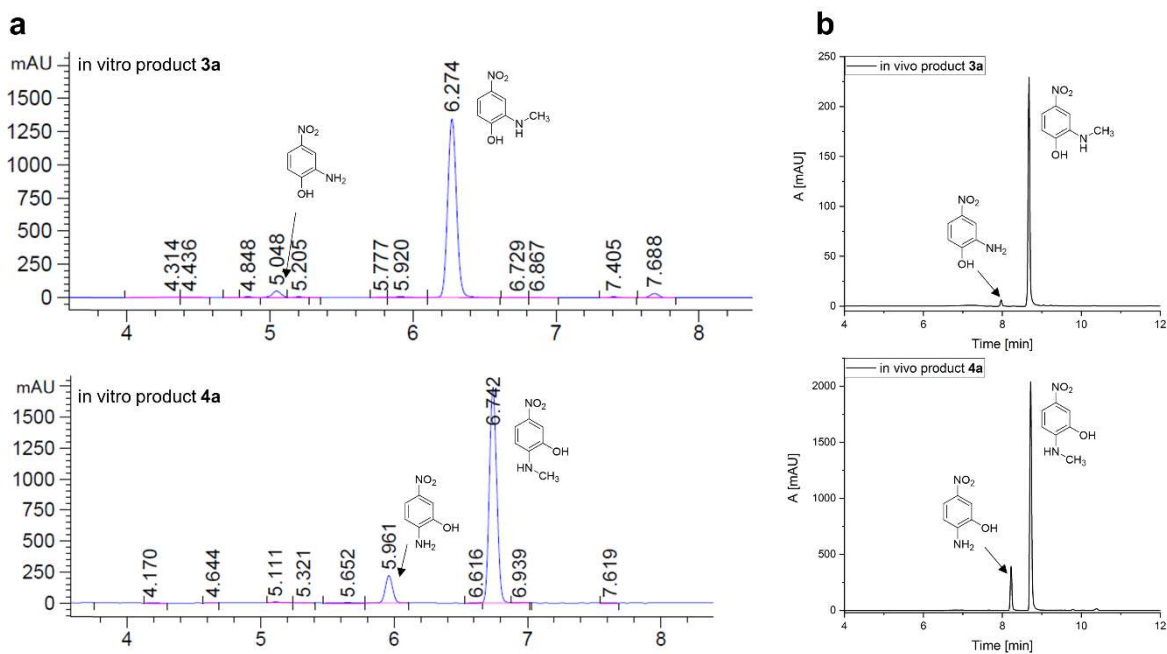 a
mAU
in vitro product 3a
1500
1250
1000
750
500
250
0
4.314
4.436
4.848
5.048
5.205
5.777
5.920
6.274
6.729
6.867
7.405
7.688
NO₂
NH₂
OH
NO₂
N
H
CH₃
OH
4
5
6
7
8
mAU
in vitro product 4a
1500
1250
1000
750
500
250
0
4.170
4.644
5.111
5.321
5.652
5.961
6.616
6.742
6.939
7.619
NO₂
OH
NH₂
NO₂
OH
HN
CH₃
4
5
6
7
8
b
in vivo product 3a
A [mAU]
250
200
150
100
50
0
NO₂
NH₂
OH
NO₂
N
H
CH₃
OH
4
6
8
10
12
Time [min]
in vivo product 4a
A [mAU]
2000
1500
1000
500
0
NO₂
OH
NH₂
NO₂
OH
HN
CH₃
4
6
8
10
12
Time [min]